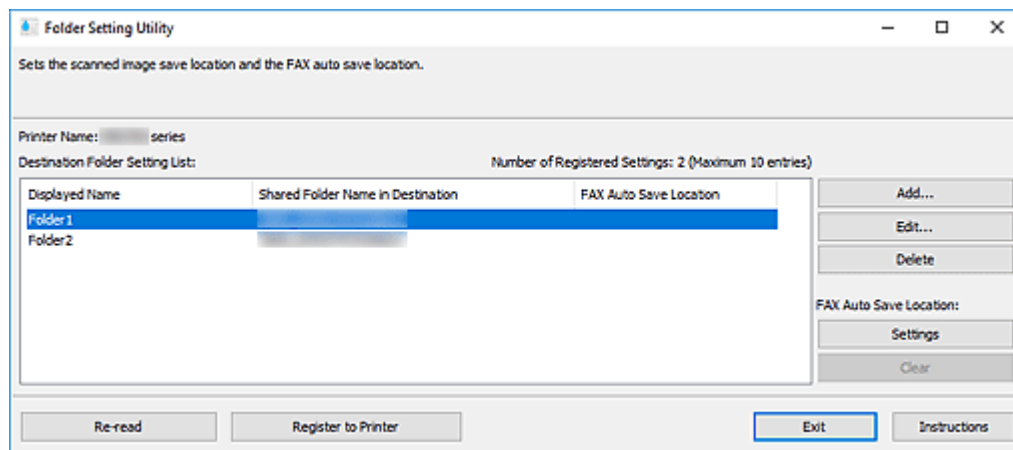 Folder Setting Utility
Sets the scanned image save location and the FAX auto save location.
Printer Name: series
Destination Folder Setting List:
Number of Registered Settings: 2 (Maximum 10 entries)
Displayed Name
Shared Folder Name in Destination
FAX Auto Save Location
Folder1
Folder2
Add...
Edit...
Delete
FAX Auto Save Location:
Settings
Clear
Re-read
Register to Printer
Exit
Instructions